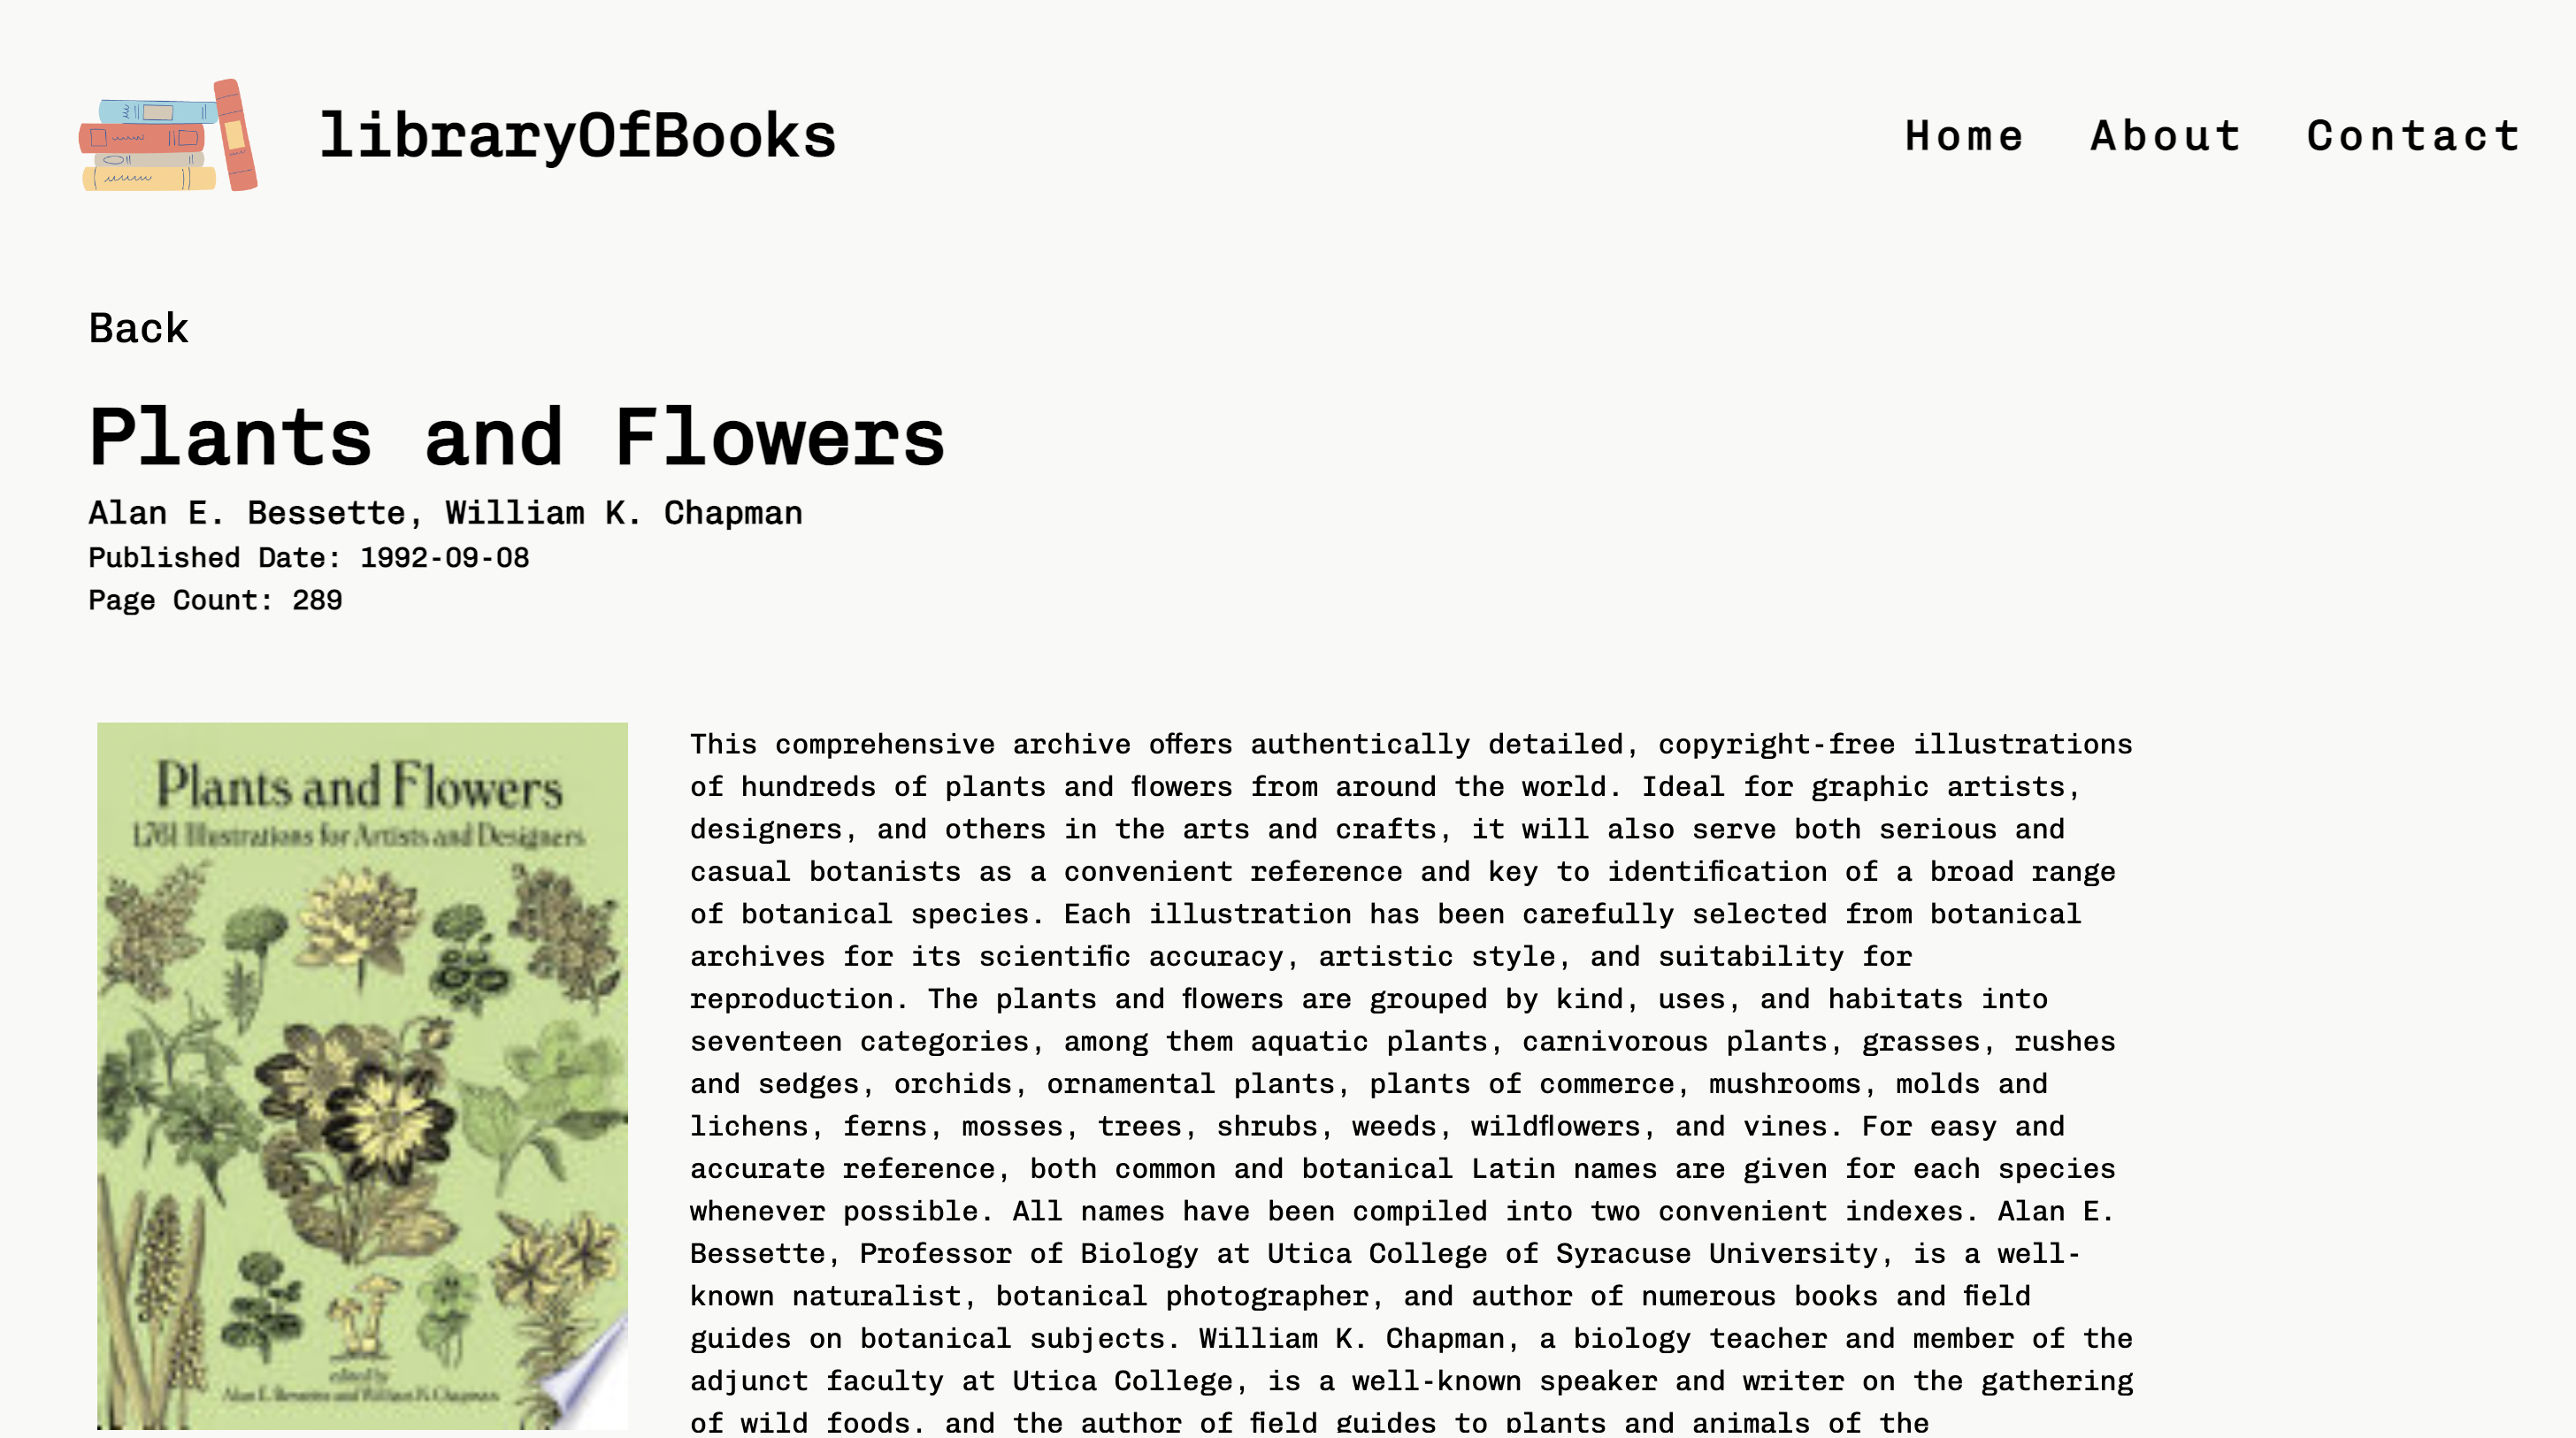 libraryOfBooks
Home About Contact
Back
Plants and Flowers
Alan E. Bessette, William K. Chapman
Published Date: 1992-09-08
Page Count: 289
Plants and Flowers
1,761 Illustrations for Artists and Designers
edited by
Alan E. Bessette and William K. Chapman
This comprehensive archive offers authentically detailed, copyright-free illustrations
of hundreds of plants and flowers from around the world. Ideal for graphic artists,
designers, and others in the arts and crafts, it will also serve both serious and
casual botanists as a convenient reference and key to identification of a broad range
of botanical species. Each illustration has been carefully selected from botanical
archives for its scientific accuracy, artistic style, and suitability for
reproduction. The plants and flowers are grouped by kind, uses, and habitats into
seventeen categories, among them aquatic plants, carnivorous plants, grasses, rushes
and sedges, orchids, ornamental plants, plants of commerce, mushrooms, molds and
lichens, ferns, mosses, trees, shrubs, weeds, wildflowers, and vines. For easy and
accurate reference, both common and botanical Latin names are given for each species
whenever possible. All names have been compiled into two convenient indexes. Alan E.
Bessette, Professor of Biology at Utica College of Syracuse University, is a well-
known naturalist, botanical photographer, and author of numerous books and field
guides on botanical subjects. William K. Chapman, a biology teacher and member of the
adjunct faculty at Utica College, is a well-known speaker and writer on the gathering
of wild foods, and the author of field guides to plants and animals of the